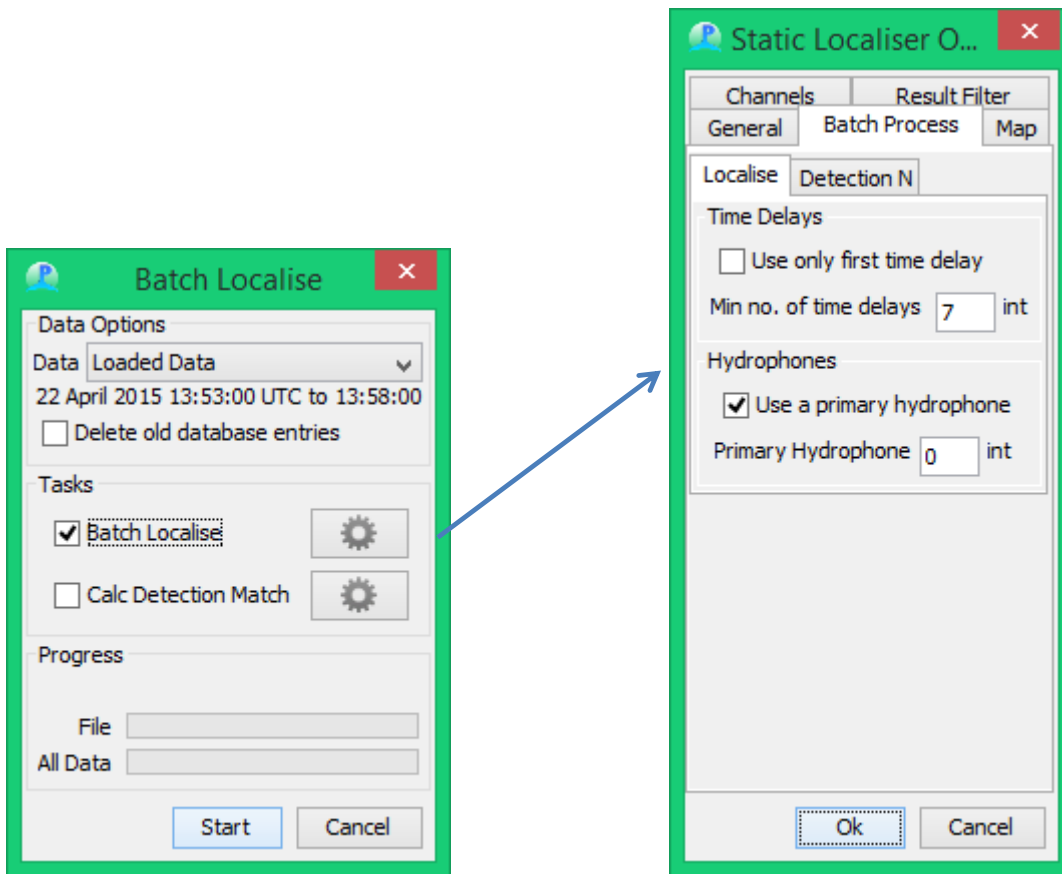 Batch Localise
Data Options
Data Loaded Data
22 April 2015 13:53:00 UTC to 13:58:00
Delete old database entries
Tasks
Batch Localise
Calc Detection Match
Progress
File
All Data
Start Cancel
Static Localiser O...
Channels Result Filter
General Batch Process Map
Localise Detection N
Time Delays
Use only first time delay
Min no. of time delays 7 int
Hydrophones
Use a primary hydrophone
Primary Hydrophone 0 int
Ok Cancel